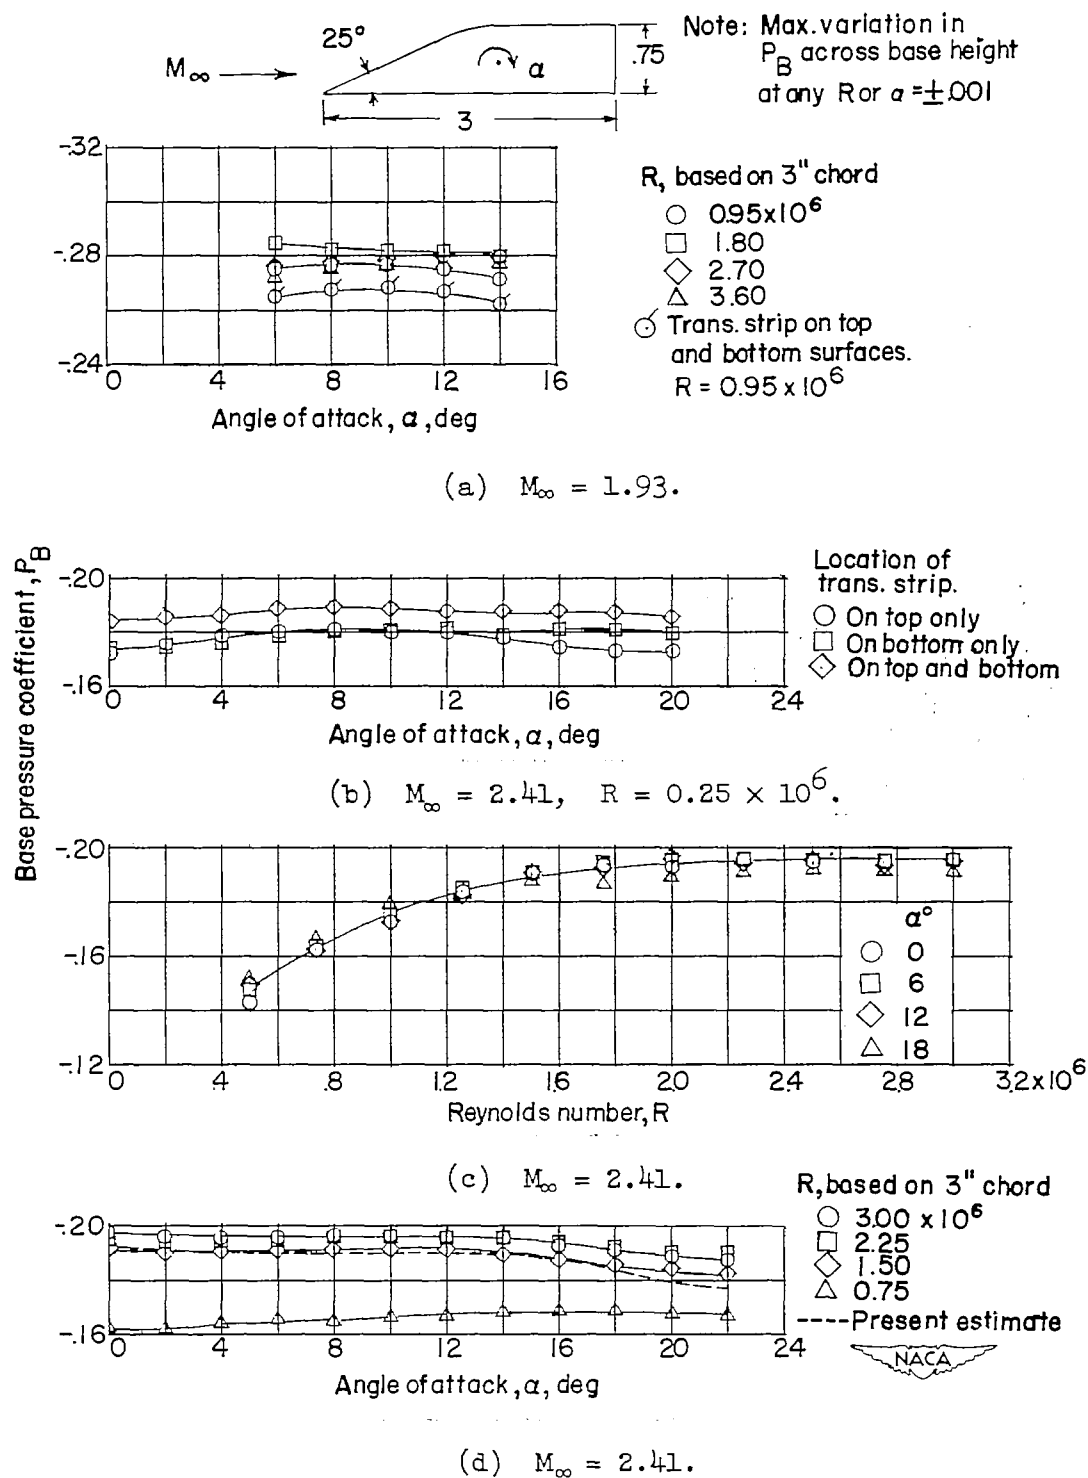 Note: Max. variation in
P_B across base height
at any R or α = ±.001
25°
M∞
α
.75
3
-.32
-.28
-.24
0 4 8 12 16
Angle of attack, α, deg
R, based on 3" chord
0.95x10⁶
1.80
2.70
3.60
Trans. strip on top
and bottom surfaces.
R = 0.95 x 10⁶
(a) M∞ = 1.93.
Base pressure coefficient, P_B
-.20
-.16
0 4 8 12 16 20 24
Angle of attack, α, deg
Location of
trans. strip.
On top only
On bottom only
On top and bottom
(b) M∞ = 2.41, R = 0.25 × 10⁶.
-.20
-.16
-.12
0 .4 .8 1.2 1.6 2.0 2.4 2.8 3.2x10⁶
Reynolds number, R
α°
0
6
12
18
(c) M∞ = 2.41.
-.20
-.16
0 4 8 12 16 20 24
Angle of attack, α, deg
R, based on 3" chord
3.00 x10⁶
2.25
1.50
0.75
----Present estimate
NACA
(d) M∞ = 2.41.